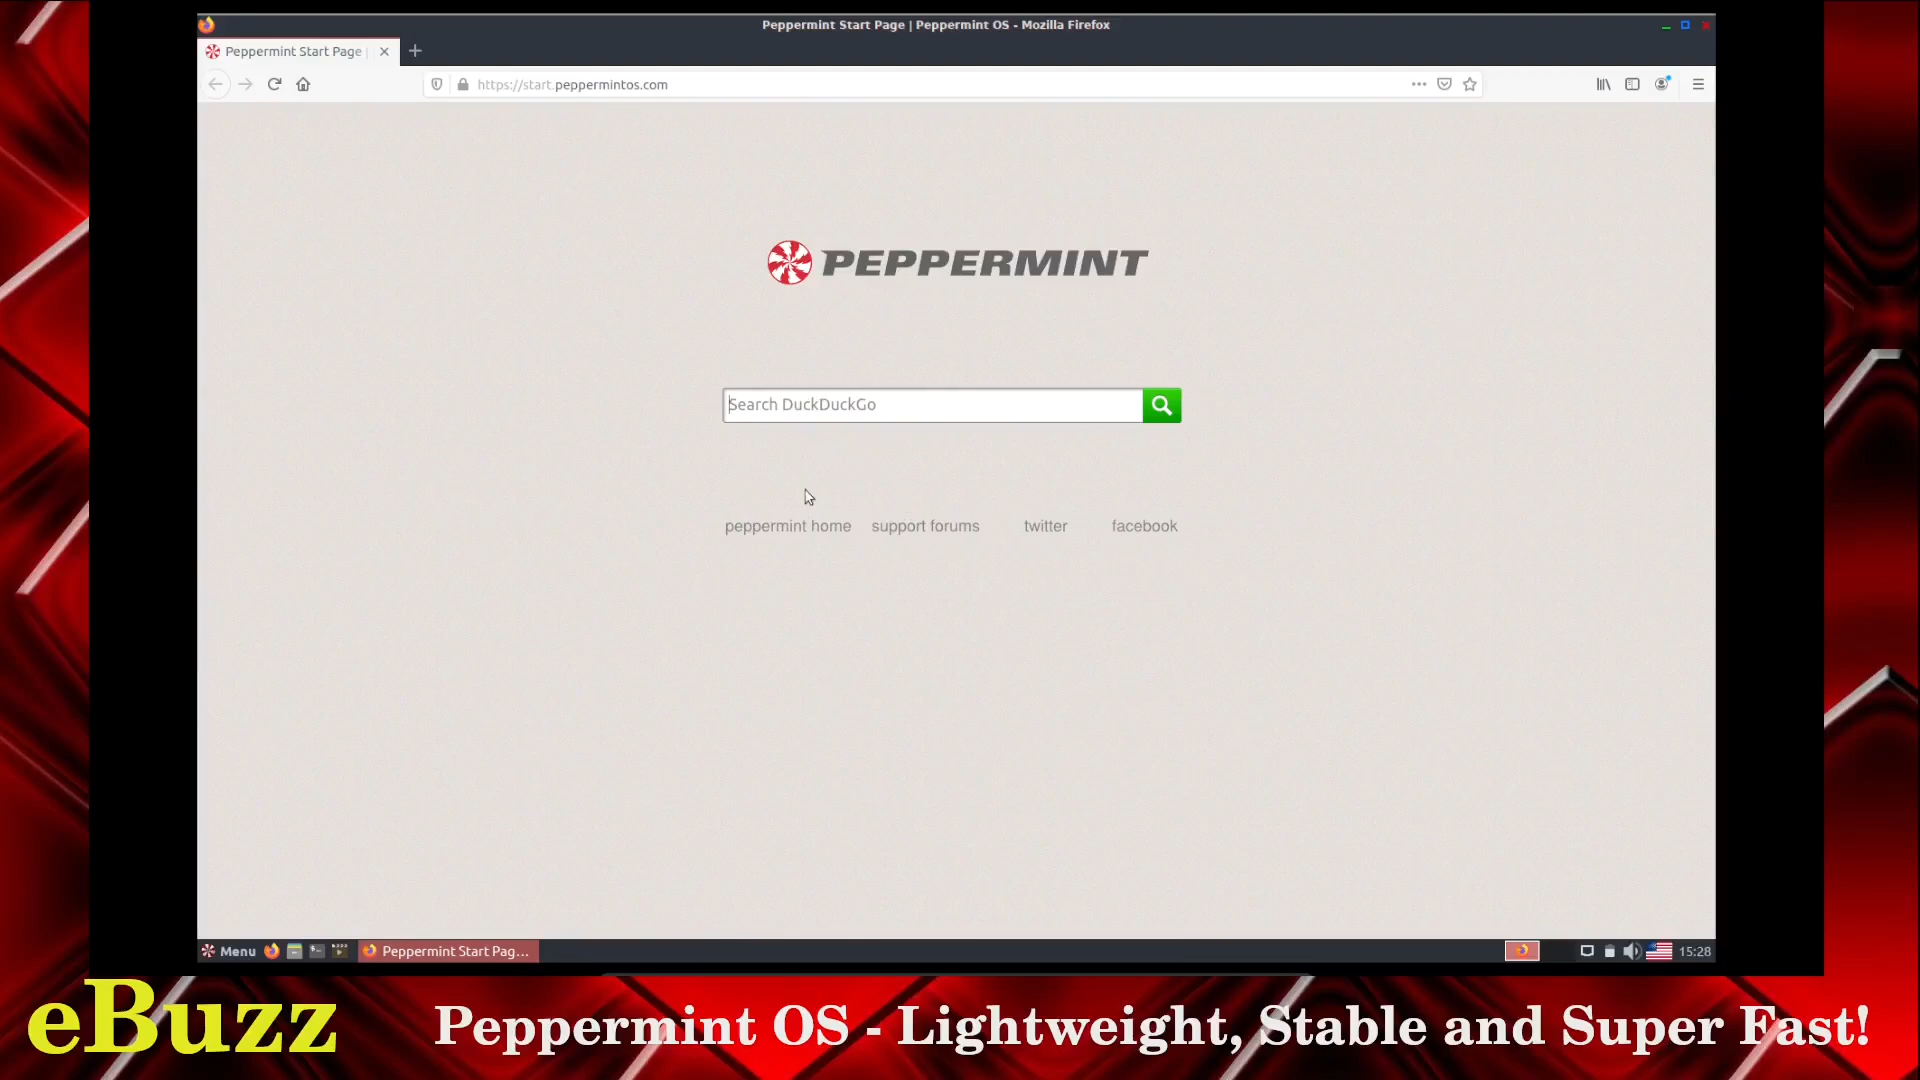 Peppermint Start Page | Peppermint OS - Mozilla Firefox
Peppermint Start Page |
https://start.peppermintos.com
PEPPERMINT
Search DuckDuckGo
peppermint home support forums twitter facebook
Menu Peppermint Start Pag... 15:28
eBuzz Peppermint OS - Lightweight, Stable and Super Fast!